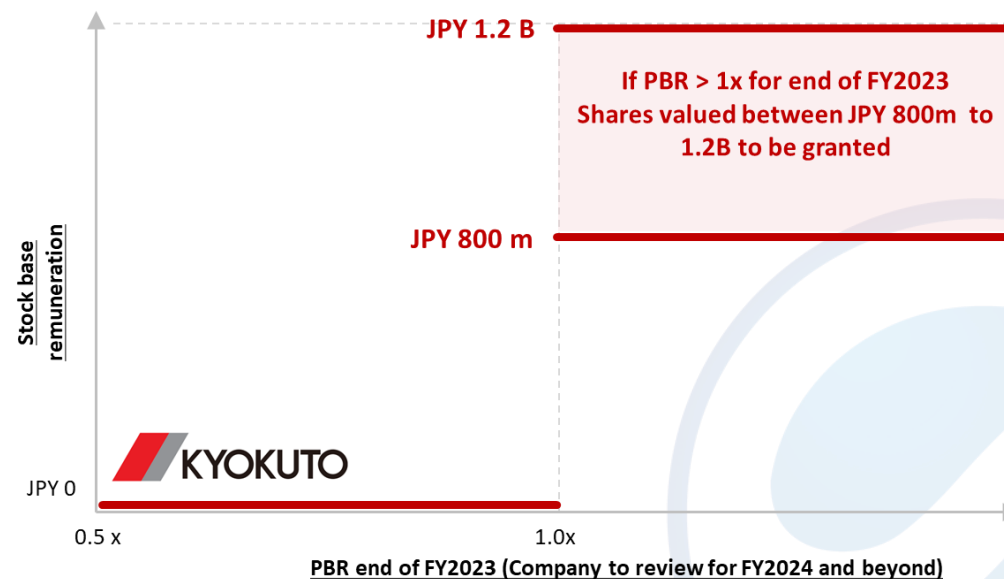 JPY 1.2 B
If PBR > 1x for end of FY2023
Shares valued between JPY 800m to
1.2B to be granted
JPY 800 m
Stock base
remuneration
KYOKUTO
JPY 0
0.5 x
1.0x
PBR end of FY2023 (Company to review for FY2024 and beyond)